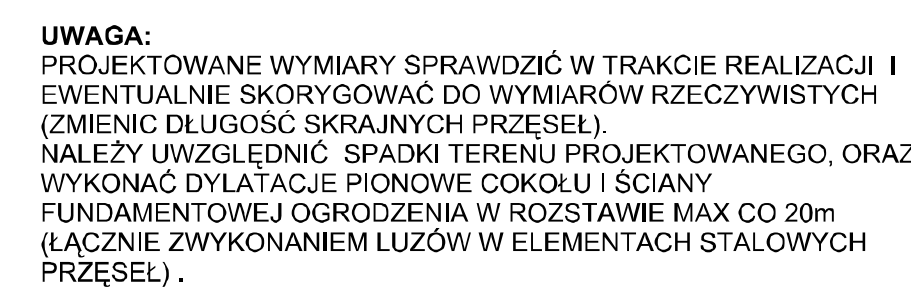 UWAGA:
PROJEKTOWANE WYMIARY SPRAWDZIĆ W TRAKCIE REALIZACJI I
EWENTUALNIE SKORYGOWAĆ DO WYMIARÓW RZECZYWISTYCH
(ZMIENIC DŁUGOŚĆ SKRAJNYCH PRZĘSEŁ).
NALEŻY UWZGLĘDNIĆ SPADKI TERENU PROJEKTOWANEGO, ORAZ
WYKONAĆ DYLATACJE PIONOWE COKOŁU I ŚCIANY
FUNDAMENTOWEJ OGRODZENIA W ROZSTAWIE MAX CO 20m
(ŁĄCZNIE ZWYKONANIEM LUZÓW W ELEMENTACH STALOWYCH
PRZĘSEŁ) .